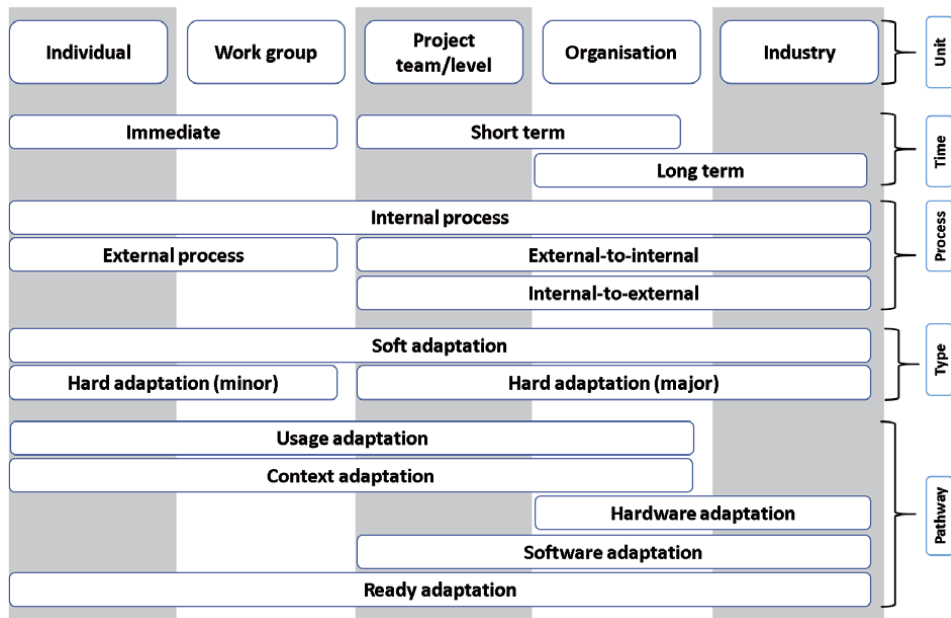 Individual
Work group
Project
team/level
Organisation
Industry
Unit
Immediate
Short term
Long term
Time
Internal process
External process
External-to-internal
Internal-to-external
Process
Soft adaptation
Hard adaptation (minor)
Hard adaptation (major)
Type
Usage adaptation
Context adaptation
Hardware adaptation
Software adaptation
Ready adaptation
Pathway